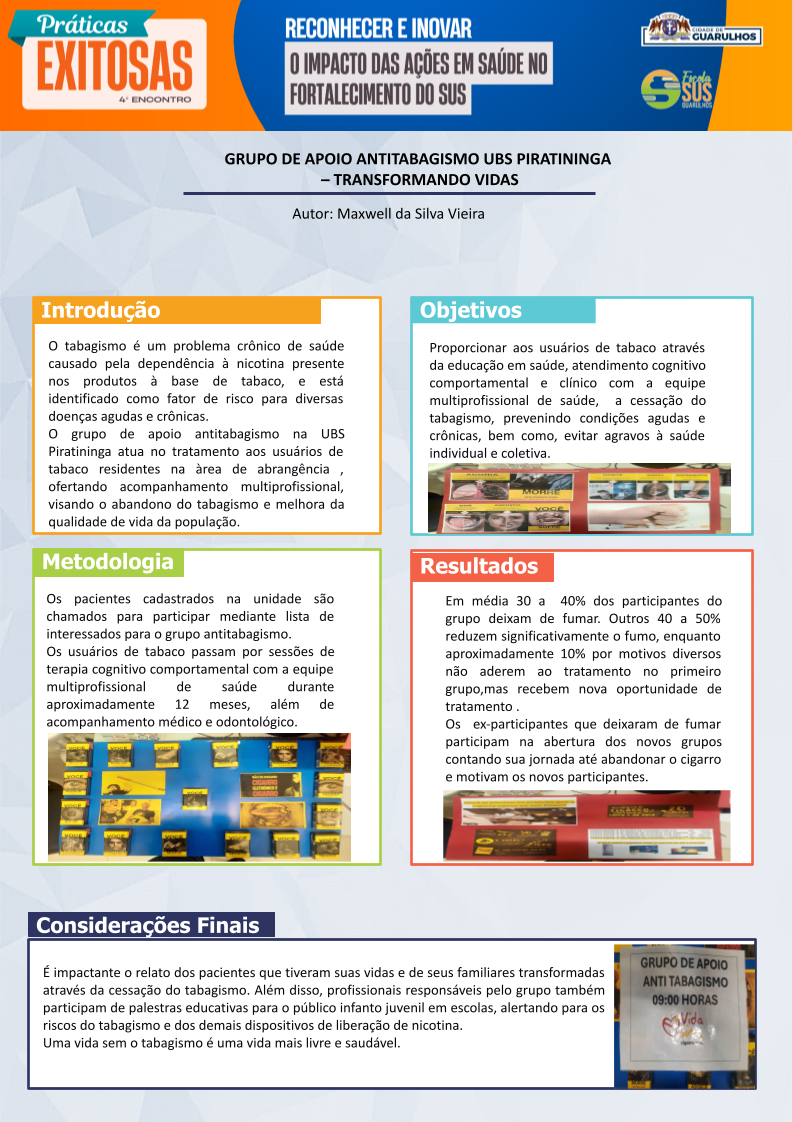 Práticas
EXITOSAS
4º ENCONTRO
RECONHECER E INOVAR
O IMPACTO DAS AÇÕES EM SAÚDE NO
FORTALECIMENTO DO SUS
CIDADE DE
GUARULHOS
Escola
SUS
GUARULHOS
GRUPO DE APOIO ANTITABAGISMO UBS PIRATININGA
– TRANSFORMANDO VIDAS
Autor: Maxwell da Silva Vieira
Introdução
O tabagismo é um problema crônico de saúde
causado pela dependência à nicotina presente
nos produtos à base de tabaco, e está
identificado como fator de risco para diversas
doenças agudas e crônicas.
O grupo de apoio antitabagismo na UBS
Piratininga atua no tratamento aos usuários de
tabaco residentes na àrea de abrangência ,
ofertando acompanhamento multiprofissional,
visando o abandono do tabagismo e melhora da
qualidade de vida da população.
Objetivos
Proporcionar aos usuários de tabaco através
da educação em saúde, atendimento cognitivo
comportamental e clínico com a equipe
multiprofissional de saúde, a cessação do
tabagismo, prevenindo condições agudas e
crônicas, bem como, evitar agravos à saúde
individual e coletiva.
MORRE
VOCÊ
Metodologia
Os pacientes cadastrados na unidade são
chamados para participar mediante lista de
interessados para o grupo antitabagismo.
Os usuários de tabaco passam por sessões de
terapia cognitivo comportamental com a equipe
multiprofissional de saúde durante
aproximadamente 12 meses, além de
acompanhamento médico e odontológico.
VOCÊ
VOCÊ
VOCÊ
CIGARRO
CIGARRO
Resultados
Em média 30 a 40% dos participantes do
grupo deixam de fumar. Outros 40 a 50%
reduzem significativamente o fumo, enquanto
aproximadamente 10% por motivos diversos
não aderem ao tratamento no primeiro
grupo,mas recebem nova oportunidade de
tratamento .
Os ex-participantes que deixaram de fumar
participam na abertura dos novos grupos
contando sua jornada até abandonar o cigarro
e motivam os novos participantes.
Considerações Finais
É impactante o relato dos pacientes que tiveram suas vidas e de seus familiares transformadas
através da cessação do tabagismo. Além disso, profissionais responsáveis pelo grupo também
participam de palestras educativas para o público infanto juvenil em escolas, alertando para os
riscos do tabagismo e dos demais dispositivos de liberação de nicotina.
Uma vida sem o tabagismo é uma vida mais livre e saudável.
GRUPO DE APOIO
ANTI TABAGISMO
09:00 HORAS
Vida